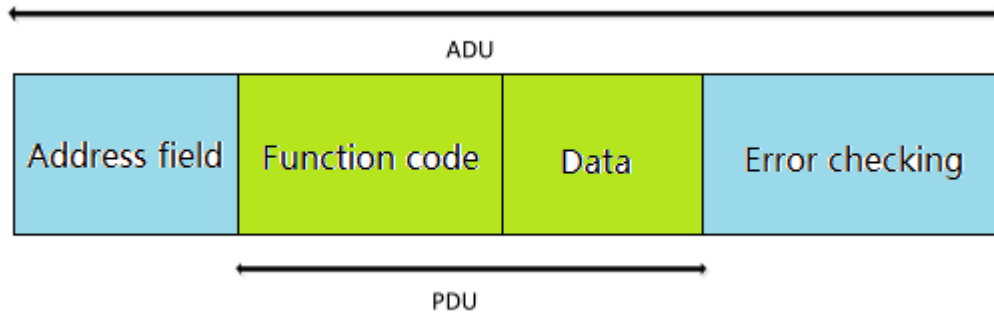 ADU
Address field
Function code
Data
Error checking
PDU